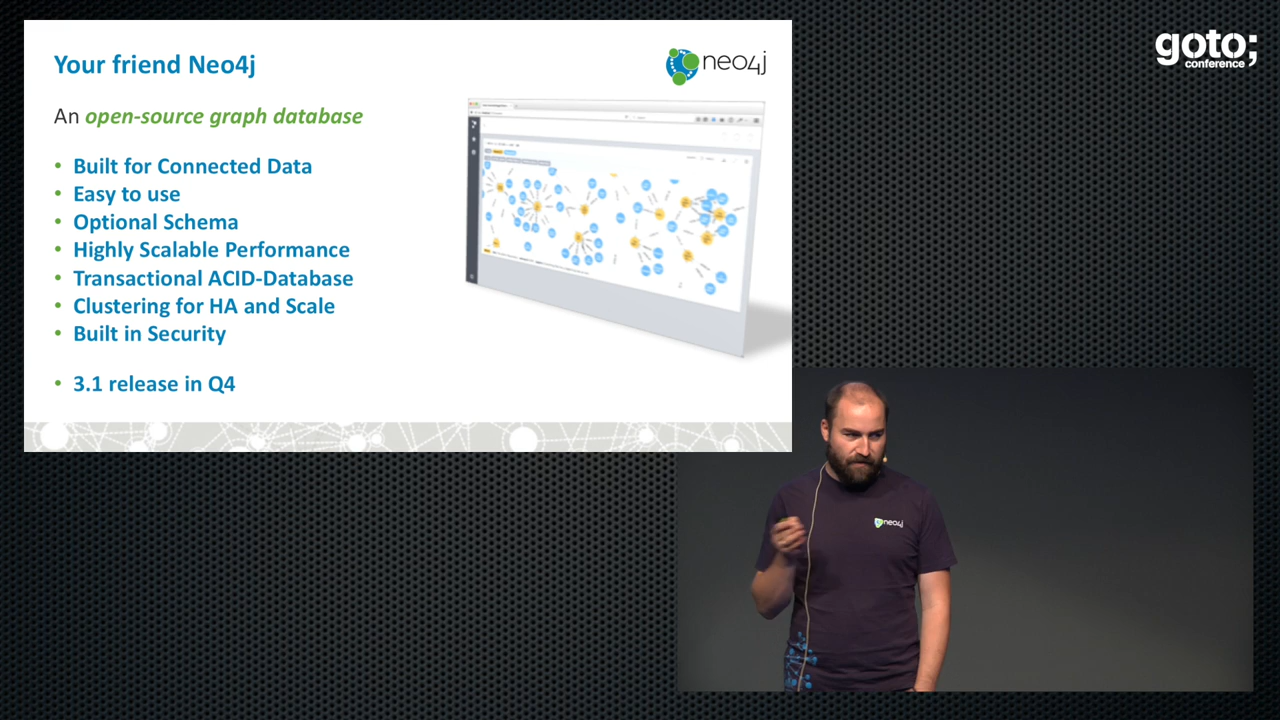 Your friend Neo4j
neo4j
An open-source graph database
• Built for Connected Data
• Easy to use
• Optional Schema
• Highly Scalable Performance
• Transactional ACID-Database
• Clustering for HA and Scale
• Built in Security
• 3.1 release in Q4
goto;
conference
neo4j